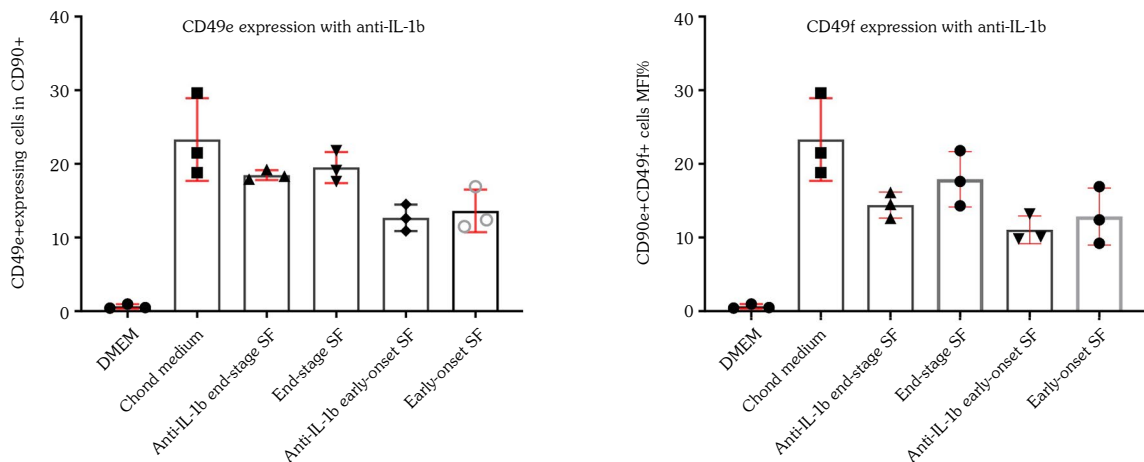 CD49e expression with anti-IL-1b
CD49e+expressing cells in CD90+
40
30
20
10
0
DMEM
Chond medium
Anti-IL-1b end-stage SF
End-stage SF
Anti-IL-1b early-onset SF
Early-onset SF
CD49f expression with anti-IL-1b
CD90e+CD49f+ cells MFI%
40
30
20
10
0
DMEM
Chond medium
Anti-IL-1b end-stage SF
End-stage SF
Anti-IL-1b early-onset SF
Early-onset SF